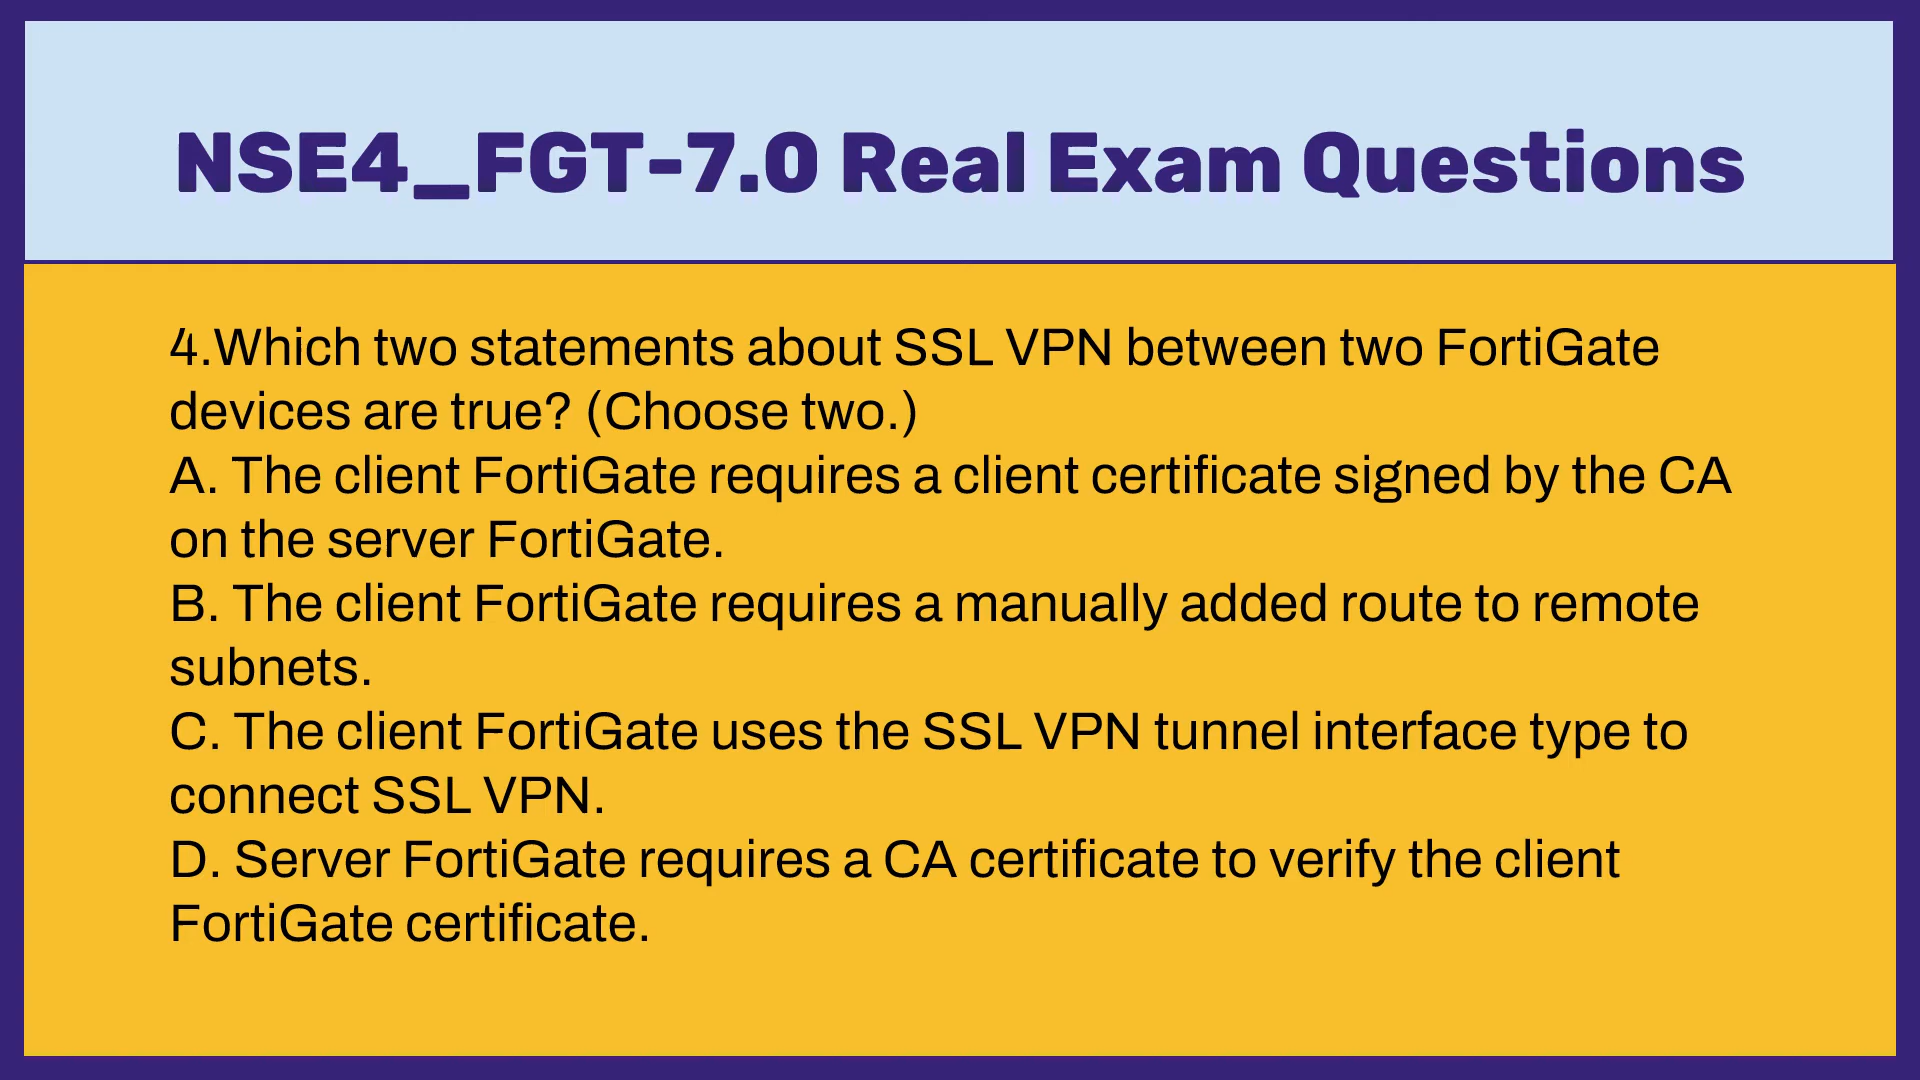 NSE4_FGT-7.0 Real Exam Questions
4.Which two statements about SSL VPN between two FortiGate
devices are true? (Choose two.)
A. The client FortiGate requires a client certificate signed by the CA
on the server FortiGate.
B. The client FortiGate requires a manually added route to remote
subnets.
C. The client FortiGate uses the SSL VPN tunnel interface type to
connect SSL VPN.
D. Server FortiGate requires a CA certificate to verify the client
FortiGate certificate.